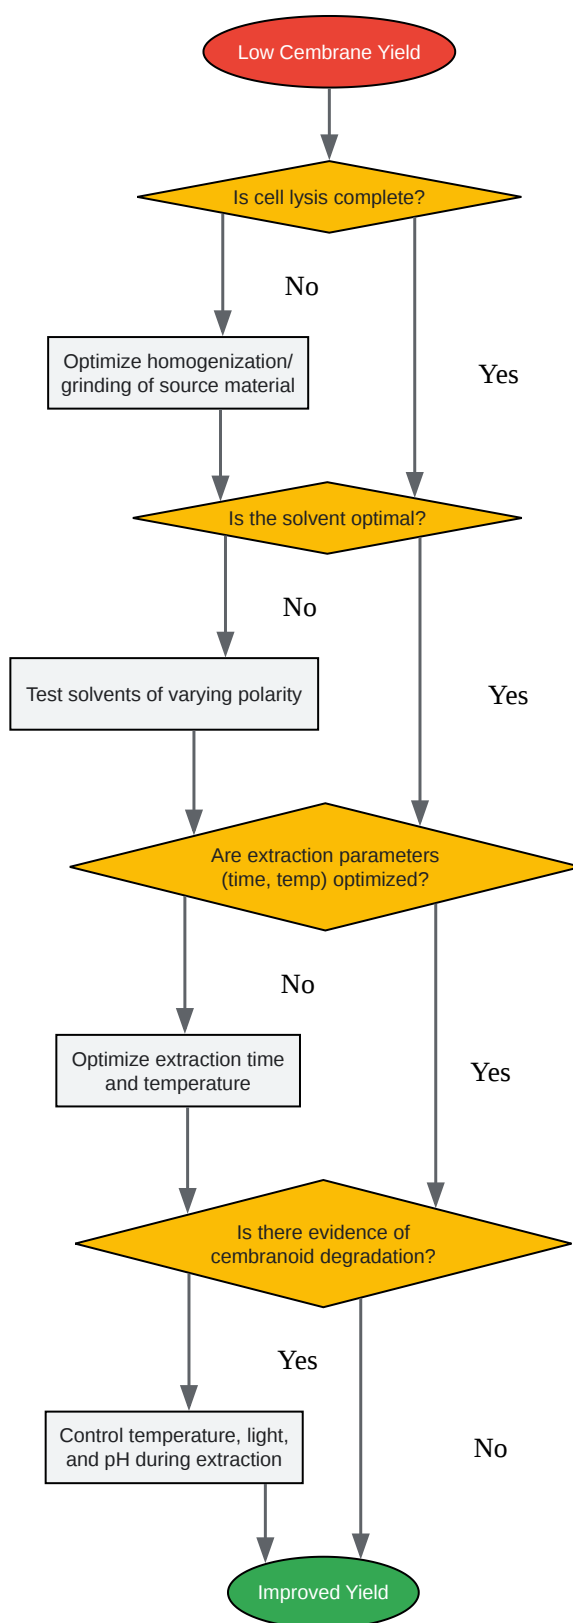 Low Cembrane Yield
Is cell lysis complete?
No
Optimize homogenization/
grinding of source material
Yes
Is the solvent optimal?
No
Test solvents of varying polarity
Yes
Are extraction parameters
(time, temp) optimized?
No
Optimize extraction time
and temperature
Yes
Is there evidence of
cembranoid degradation?
Yes
Control temperature, light,
and pH during extraction
No
Improved Yield